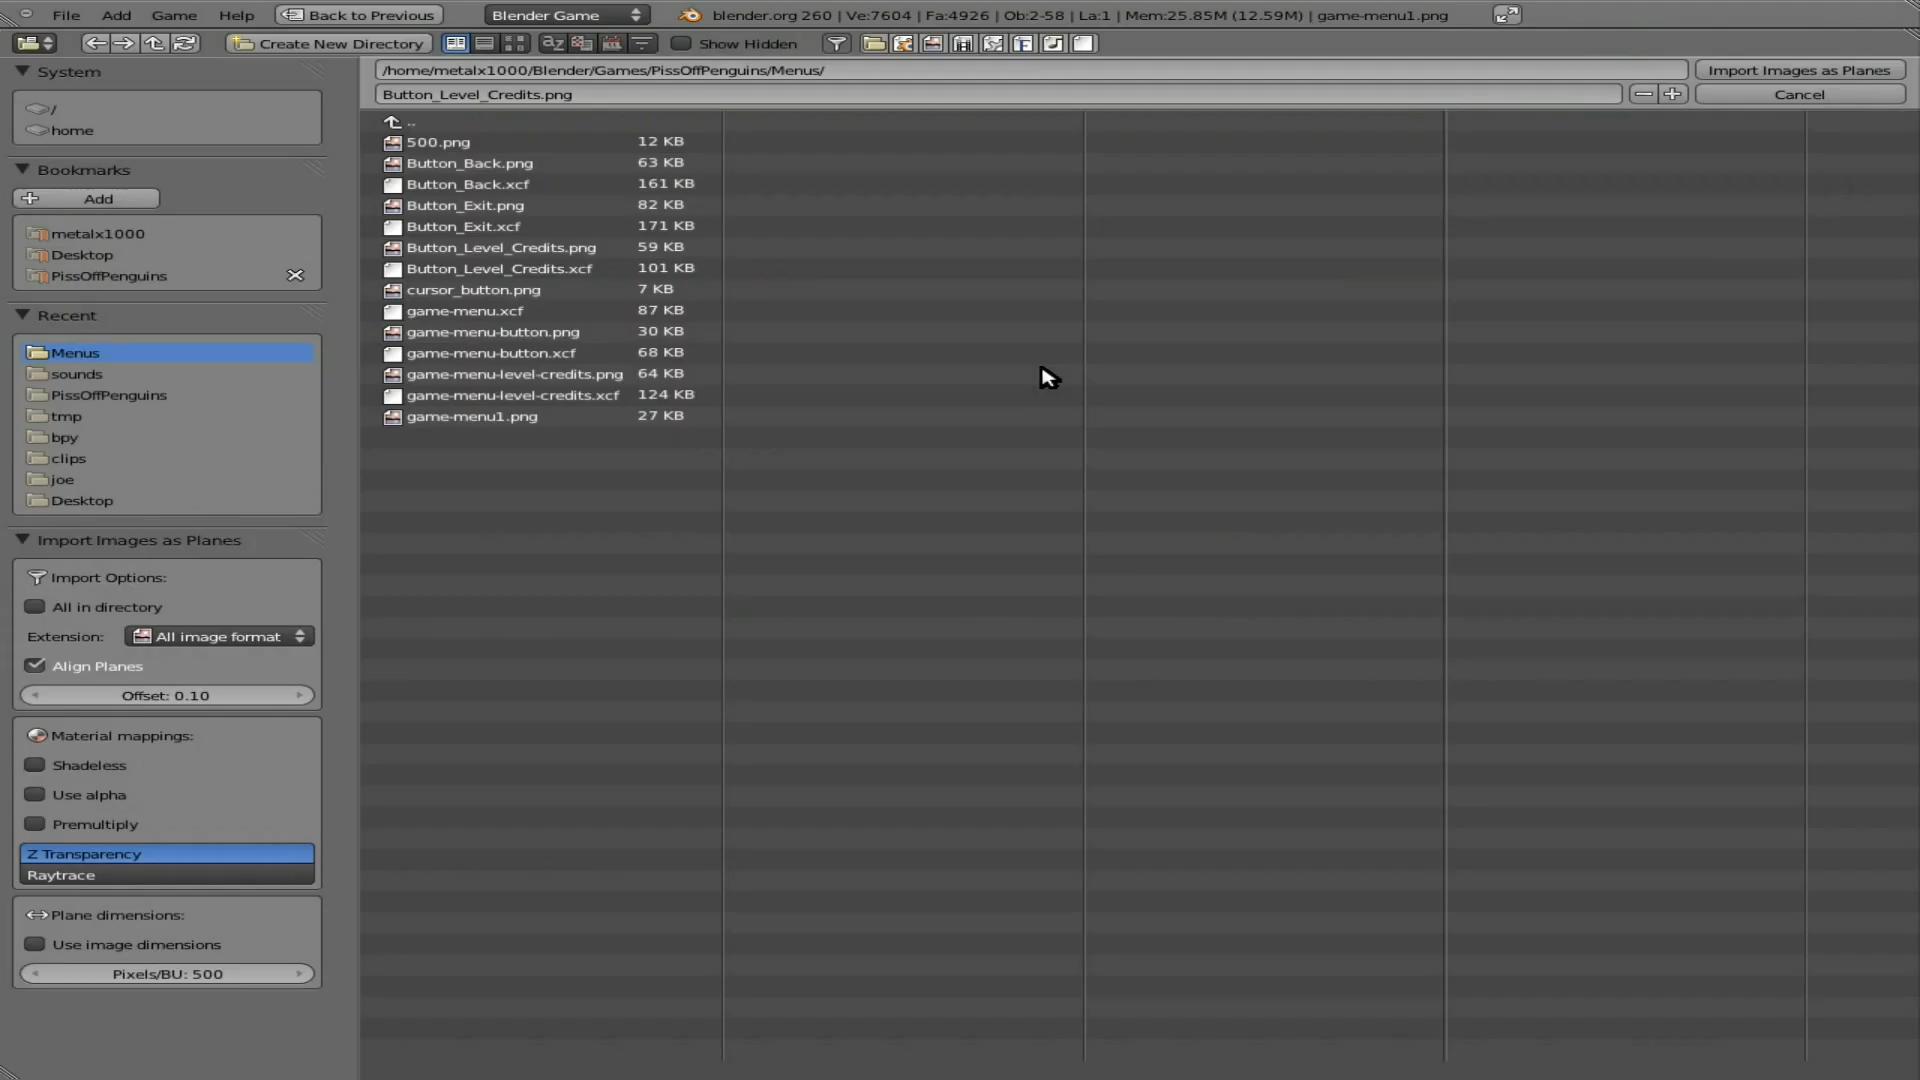 File Add Game Help Back to Previous Blender Game blender.org 260 | Ve:7604 | Fa:4926 | Ob:2-58 | La:1 | Mem:25.85M (12.59M) | game-menu1.png
Create New Directory Show Hidden
System
/
home
Bookmarks
Add
metalx1000
Desktop
PissOffPenguins
Recent
Menus
sounds
PissOffPenguins
tmp
bpy
clips
joe
Desktop
Import Images as Planes
Import Options:
All in directory
Extension: All image format
Align Planes
Offset: 0.10
Material mappings:
Shadeless
Use alpha
Premultiply
Z Transparency
Raytrace
Plane dimensions:
Use image dimensions
Pixels/BU: 500
/home/metalx1000/Blender/Games/PissOffPenguins/Menus/ Import Images as Planes
Button_Level_Credits.png Cancel
..
500.png 12 KB
Button_Back.png 63 KB
Button_Back.xcf 161 KB
Button_Exit.png 82 KB
Button_Exit.xcf 171 KB
Button_Level_Credits.png 59 KB
Button_Level_Credits.xcf 101 KB
cursor_button.png 7 KB
game-menu.xcf 87 KB
game-menu-button.png 30 KB
game-menu-button.xcf 68 KB
game-menu-level-credits.png 64 KB
game-menu-level-credits.xcf 124 KB
game-menu1.png 27 KB